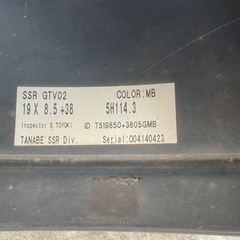 SSR GTV02 COLOR:MB
19 X 8.5 +38 5H114.3
Inspector S.TOYOKI ID T519850+3805GMB
TANABE SSR Div. Serial:004140423